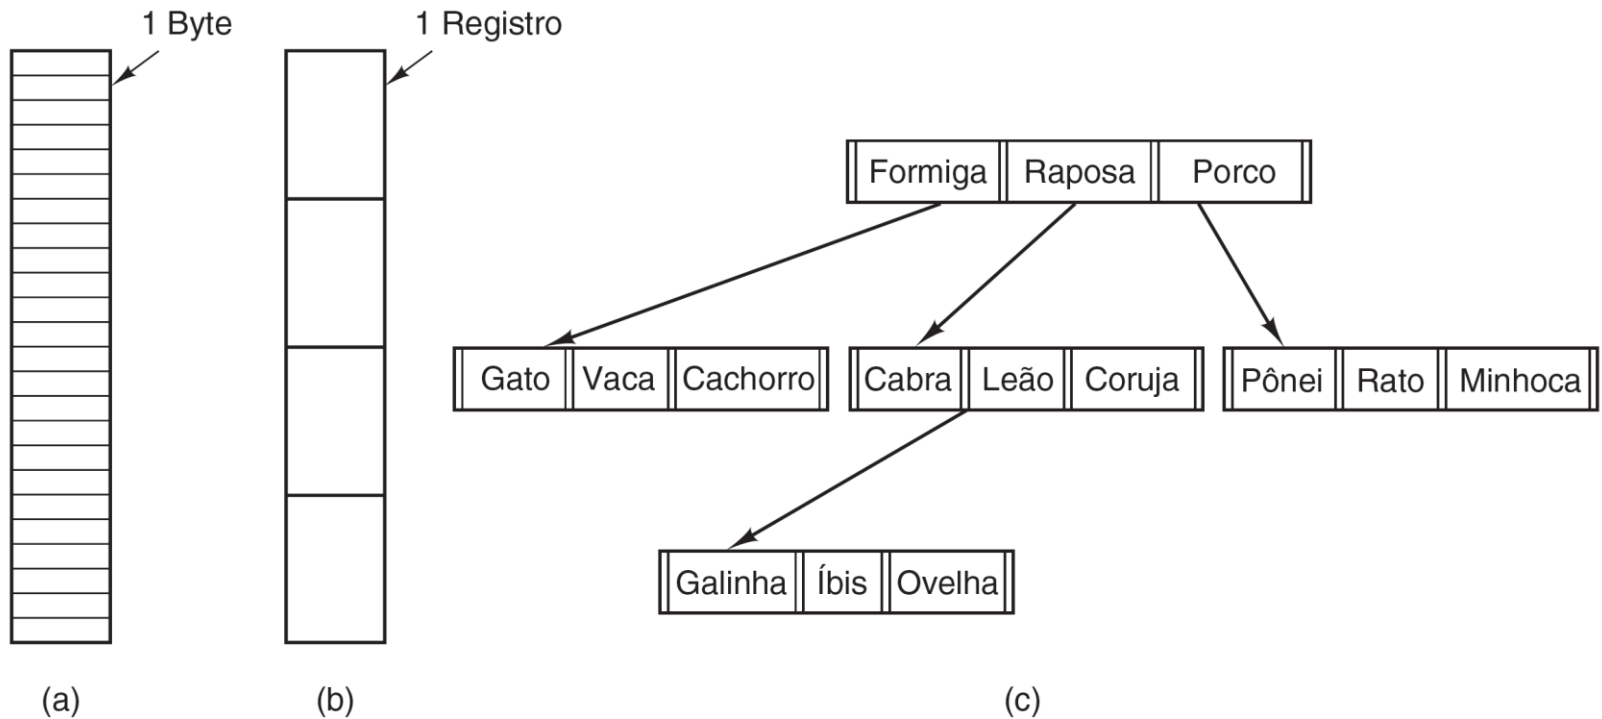 1 Byte
1 Registro
Formiga Raposa Porco
Gato Vaca Cachorro Cabra Leão Coruja Pônei Rato Minhoca
Galinha Íbis Ovelha
(a) (b) (c)